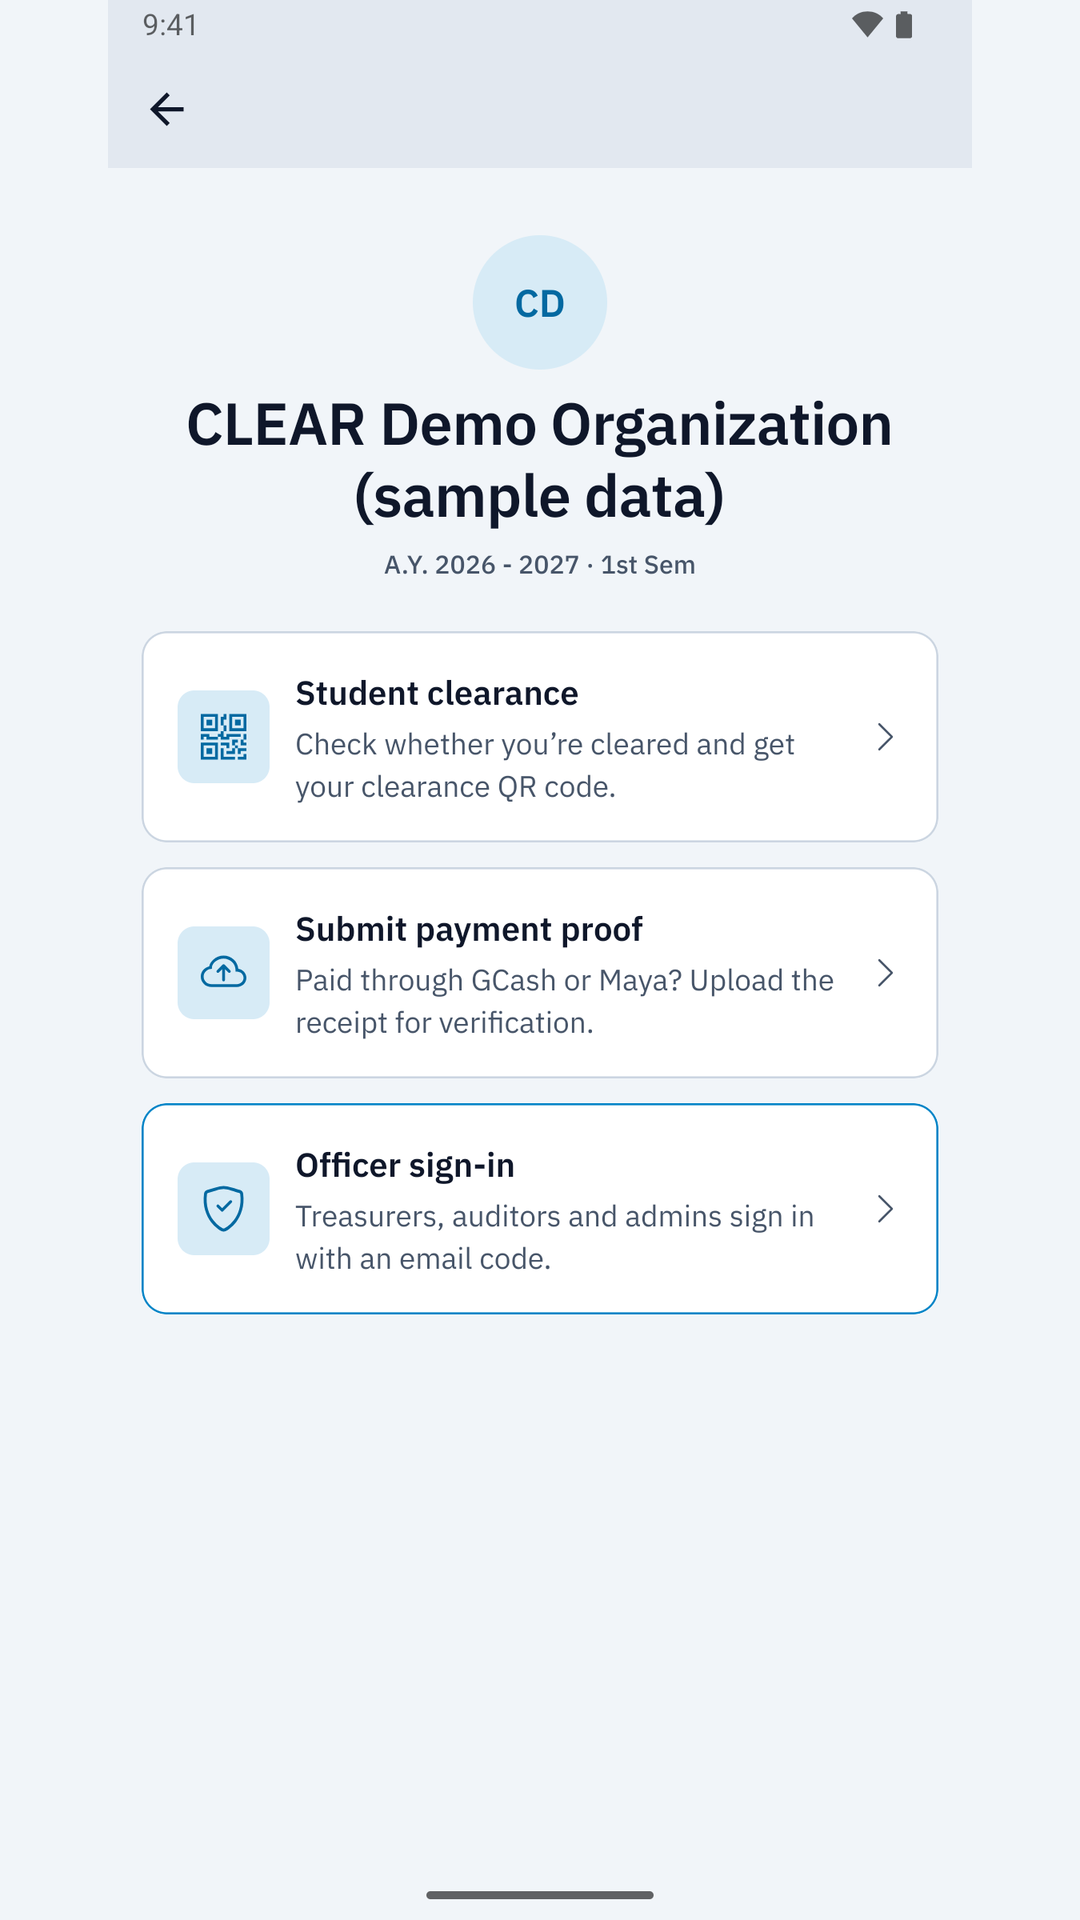 9:41
CD
CLEAR Demo Organization
(sample data)
A.Y. 2026 - 2027 · 1st Sem
Student clearance
Check whether you’re cleared and get
your clearance QR code.
Submit payment proof
Paid through GCash or Maya? Upload the
receipt for verification.
Officer sign-in
Treasurers, auditors and admins sign in
with an email code.